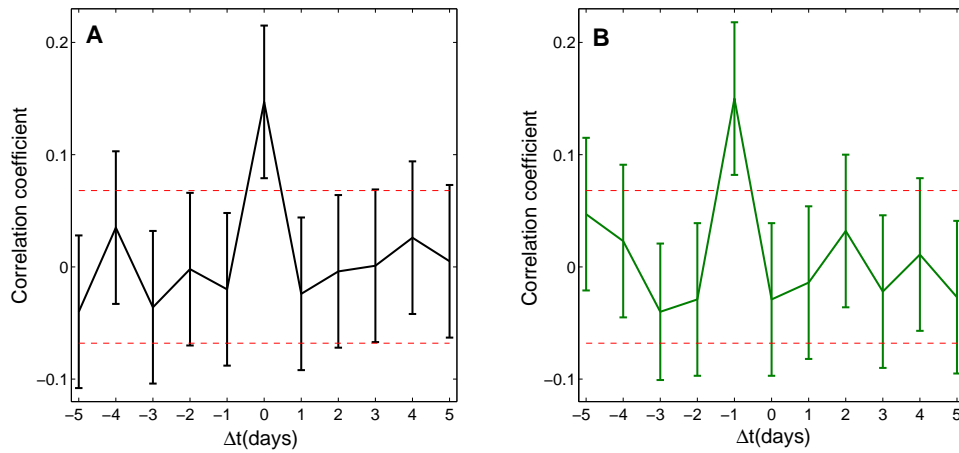 A
Correlation coefficient
0.2
0.1
0
−0.1
−5 −4 −3 −2 −1 0 1 2 3 4 5
Δt(days)
B
Correlation coefficient
0.2
0.1
0
−0.1
−5 −4 −3 −2 −1 0 1 2 3 4 5
Δt(days)